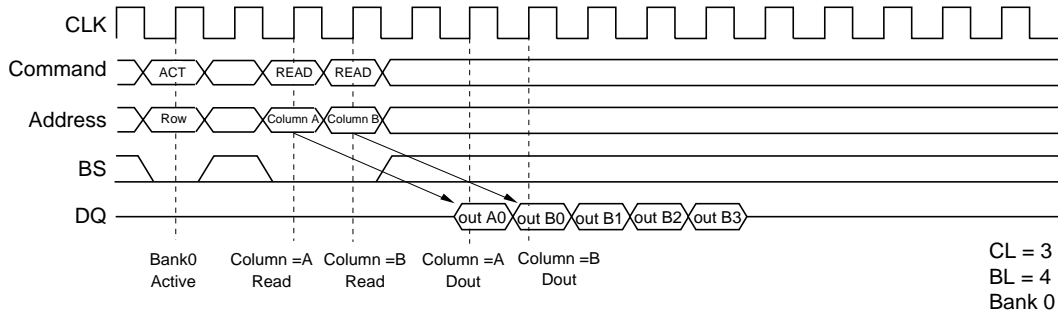 CLK
Command ACT READ READ
Address Row Column A Column B
BS
DQ out A0 out B0 out B1 out B2 out B3
Bank0 Column =A Column =B Column =A Column =B
Active Read Read Dout Dout
CL = 3
BL = 4
Bank 0